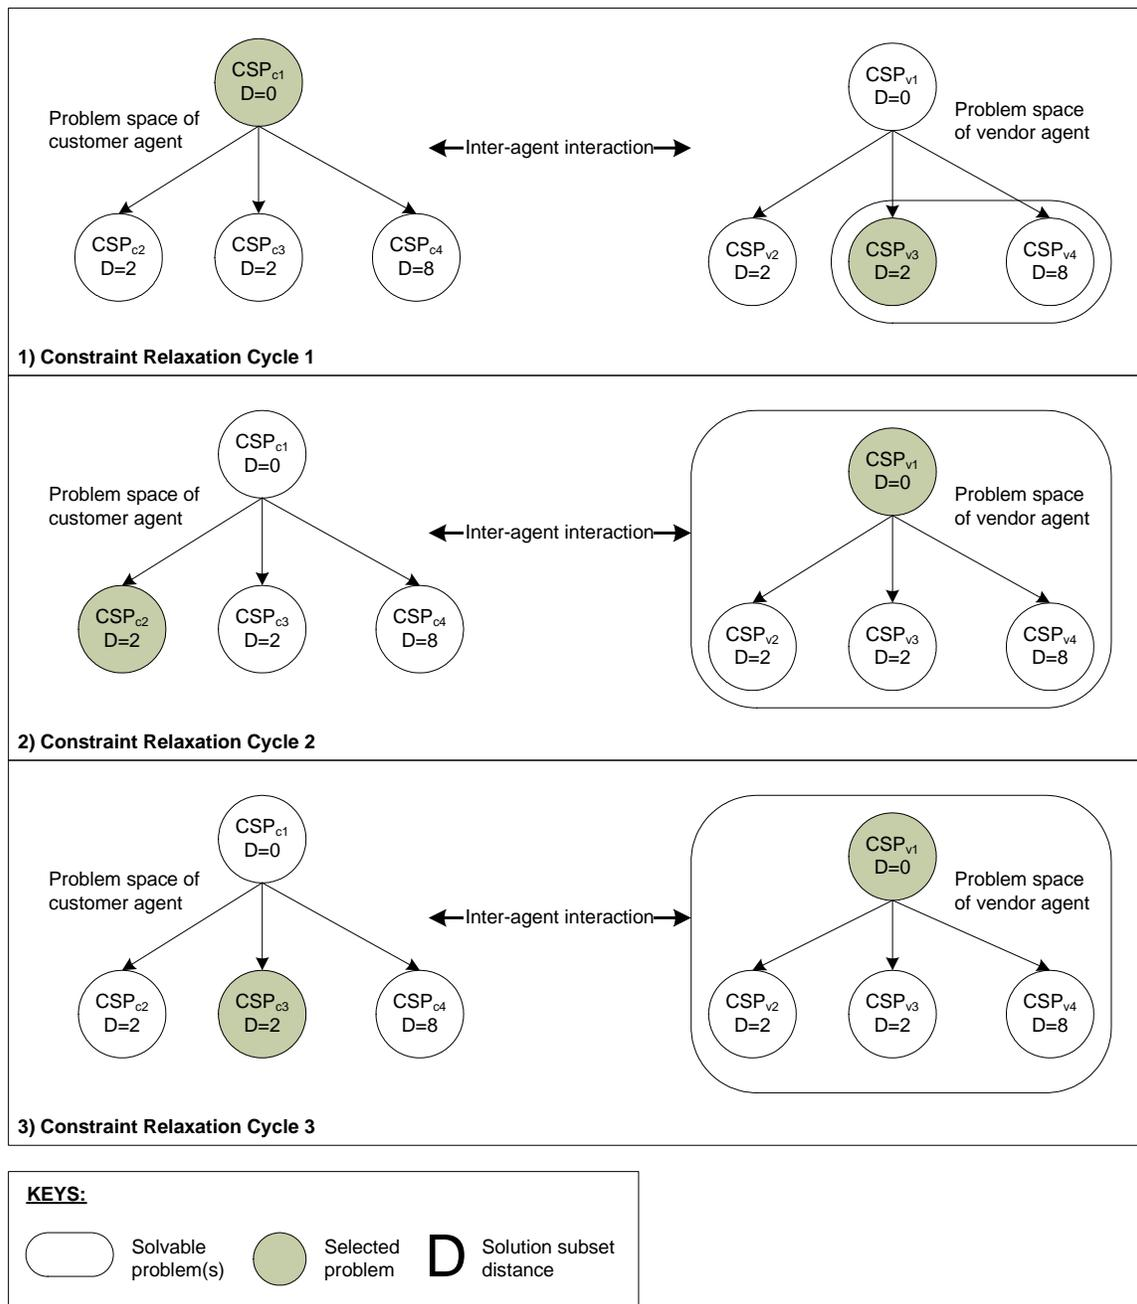 CSPc1
D=0
Problem space of
customer agent
CSPc2
D=2
CSPc3
D=2
CSPc4
D=8
Inter-agent interaction
CSPv1
D=0
Problem space
of vendor agent
CSPv2
D=2
CSPv3
D=2
CSPv4
D=8
1) Constraint Relaxation Cycle 1
CSPc1
D=0
Problem space of
customer agent
CSPc2
D=2
CSPc3
D=2
CSPc4
D=8
Inter-agent interaction
CSPv1
D=0
Problem space
of vendor agent
CSPv2
D=2
CSPv3
D=2
CSPv4
D=8
2) Constraint Relaxation Cycle 2
CSPc1
D=0
Problem space of
customer agent
CSPc2
D=2
CSPc3
D=2
CSPc4
D=8
Inter-agent interaction
CSPv1
D=0
Problem space
of vendor agent
CSPv2
D=2
CSPv3
D=2
CSPv4
D=8
3) Constraint Relaxation Cycle 3
KEYS:
Solvable
problem(s)
Selected
problem
D
Solution subset
distance